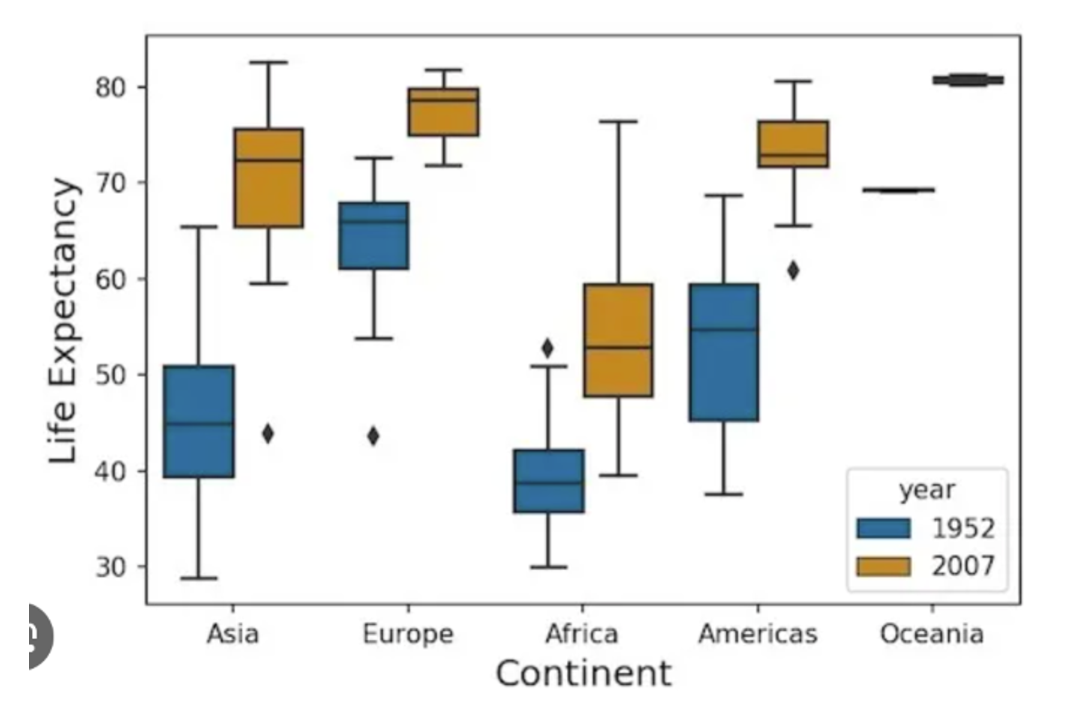 80
70
60
50
40
30
Life Expectancy
Asia Europe Africa Americas Oceania
Continent
year
1952
2007